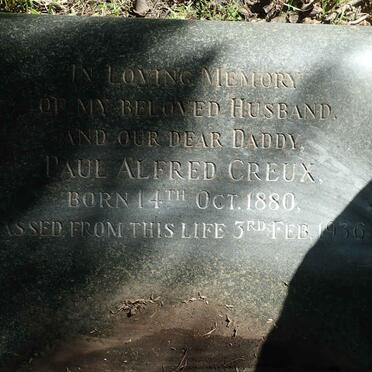 IN LOVING MEMORY
OF MY BELOVED HUSBAND,
AND OUR DEAR DADDY,
PAUL ALFRED CREUX.
BORN 14TH OCT. 1880,
ASSED FROM THIS LIFE 3RD FEB. 1936